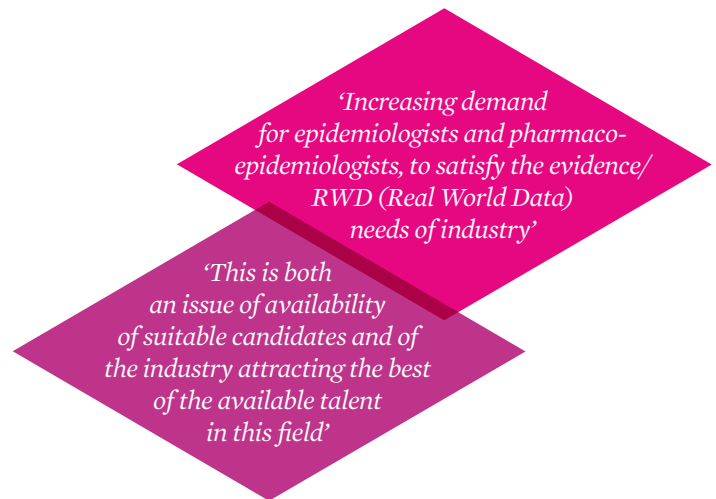 ‘Increasing demand
for epidemiologists and pharmaco-
epidemiologists, to satisfy the evidence/
RWD (Real World Data)
needs of industry’
‘This is both
an issue of availability
of suitable candidates and of
the industry attracting the best
of the available talent
in this field’